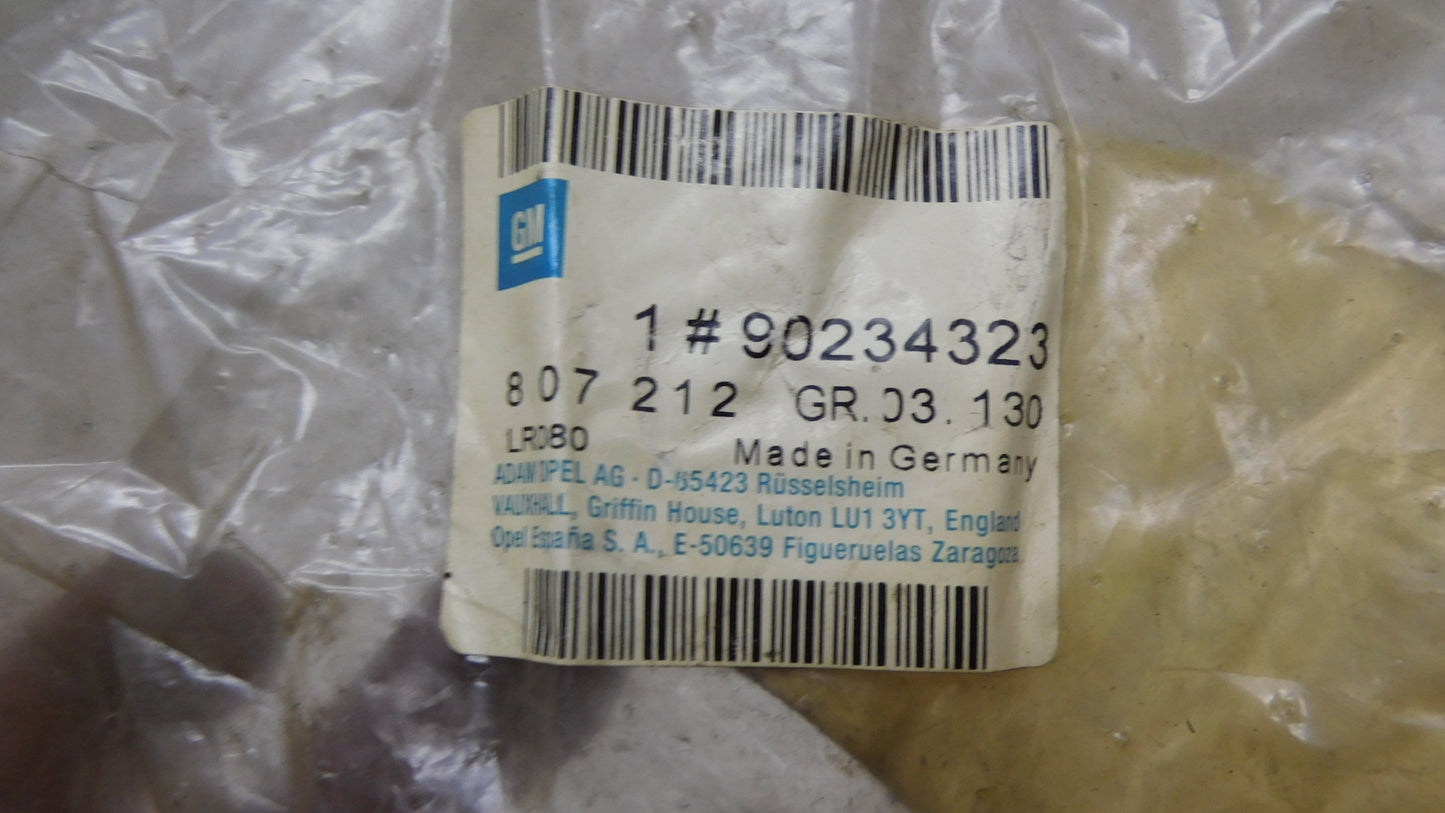 GM
1 # 90234323
807 212 GR. 03. 130
LR080
Made in Germany
ADAM OPEL AG - D-65423 Rüsselsheim
VAUXHALL, Griffin House, Luton LU1 3YT, England
Opel España S. A., E-50639 Figueruelas Zaragoza